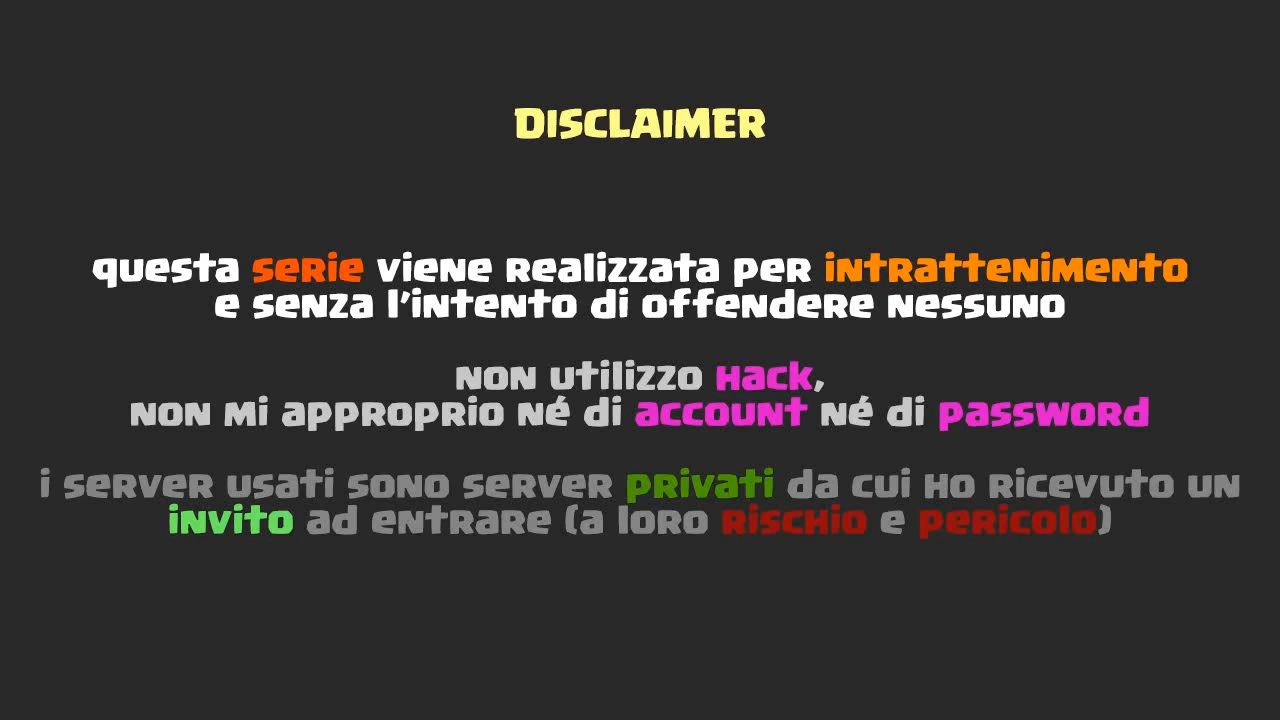 DISCLAIMER
questa serie viene realizzata per intrattenimento
e senza l'intento di offendere nessuno
non utilizzo hack,
non mi approprio né di account né di password
i server usati sono server privati da cui ho ricevuto un
invito ad entrare (a loro rischio e pericolo)